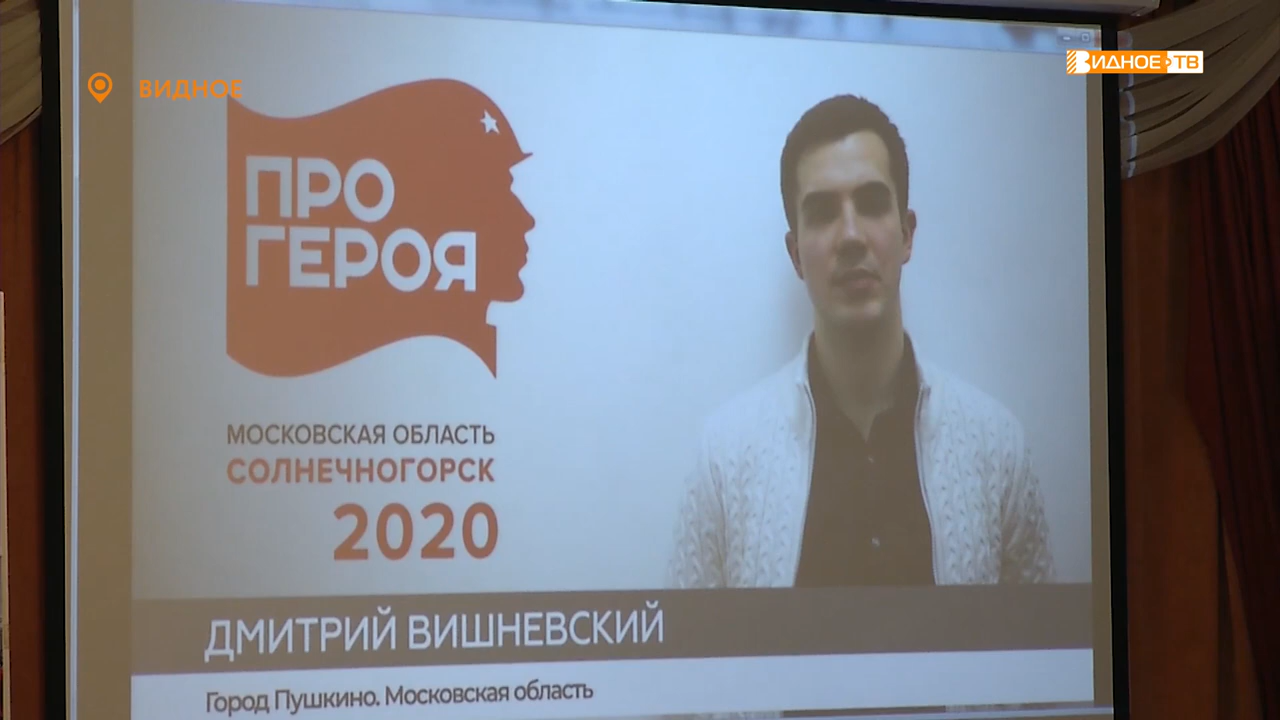 ВИДНОЕ
ВИДНОЕ ТВ
ПРО
ГЕРОЯ
МОСКОВСКАЯ ОБЛАСТЬ
СОЛНЕЧНОГОРСК
2020
ДМИТРИЙ ВИШНЕВСКИЙ
Город Пушкино. Московская область